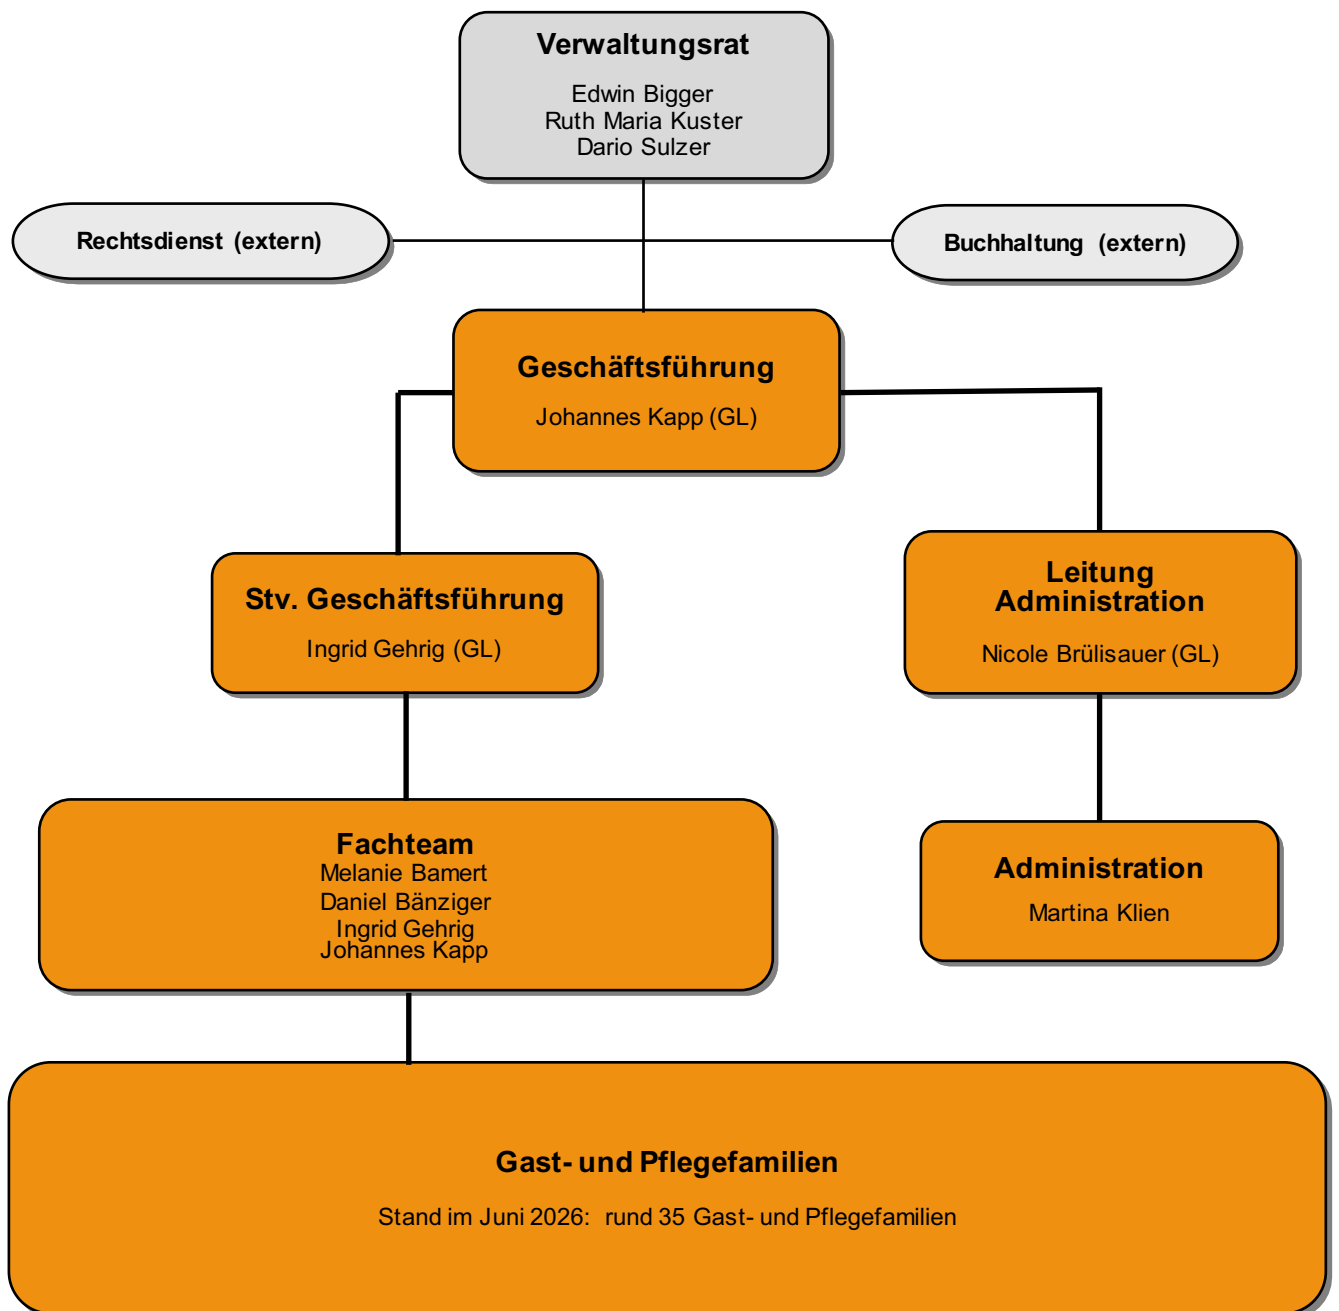 Verwaltungsrat
Edwin Bigger
Ruth Maria Kuster
Dario Sulzer
Rechtsdienst (extern)
Buchhaltung (extern)
Geschäftsführung
Johannes Kapp (GL)
Stv. Geschäftsführung
Ingrid Gehrig (GL)
Leitung
Administration
Nicole Brülisauer (GL)
Fachteam
Melanie Bamert
Daniel Bänziger
Ingrid Gehrig
Johannes Kapp
Administration
Martina Klien
Gast- und Pflegefamilien
Stand im Juni 2026: rund 35 Gast- und Pflegefamilien